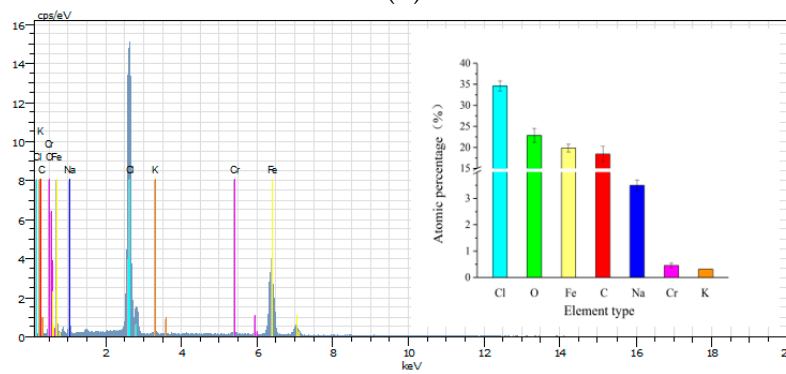 cps/eV
16
14
12
10
8
6
4
2
0
K
Cr
Cl OFe
C Na Cl K Cr Fe
2 4 6 8 10 12 14 16 18
keV
Atomic percentage (%)
40
35
30
25
20
15
4
3
2
1
0
Cl O Fe C Na Cr K
Element type